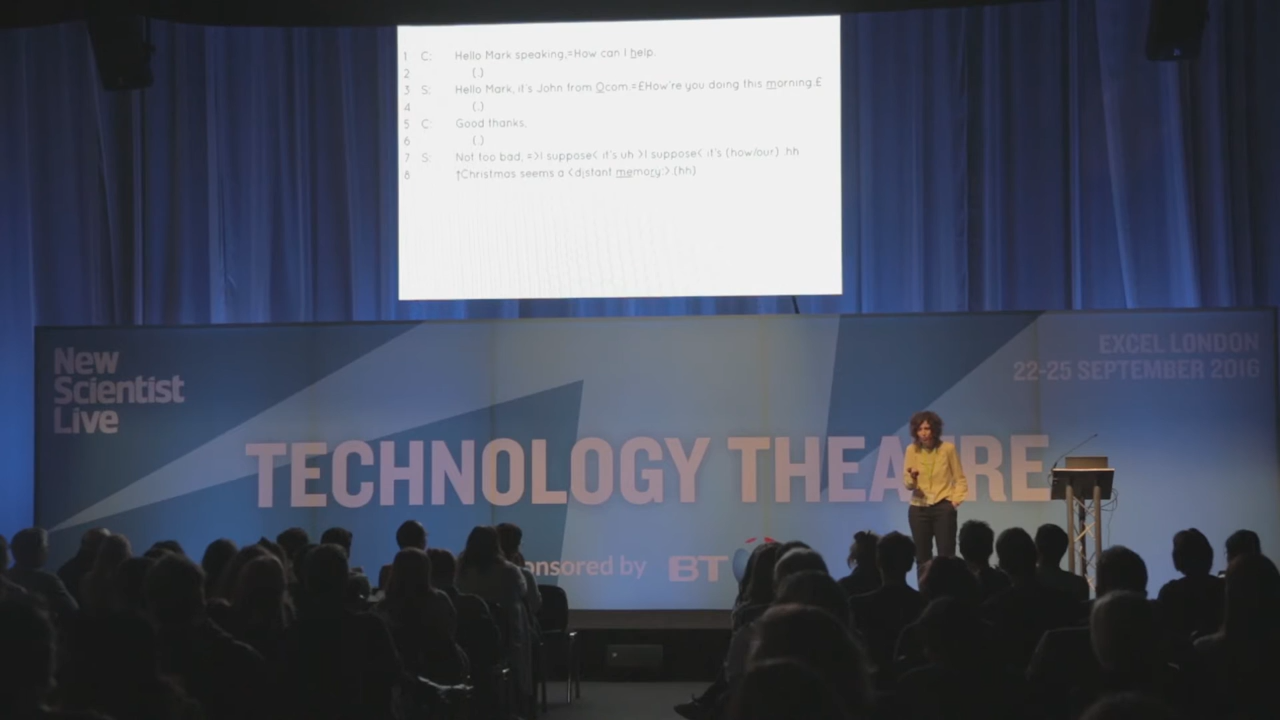 1 C: Hello Mark speaking,=How can I help.
2 (.)
3 S: Hello Mark, it's John from Qcom.=£How're you doing this morning.£
4 (.)
5 C: Good thanks,
6 (.)
7 S: Not too bad, =>I suppose< it's uh >I suppose< it's (how/our) .hh
8 ↑Christmas seems a <distant memory:>.(hh)
New
Scientist
Live
EXCEL LONDON
22-25 SEPTEMBER 2016
TECHNOLOGY THEATRE
onsored by BT